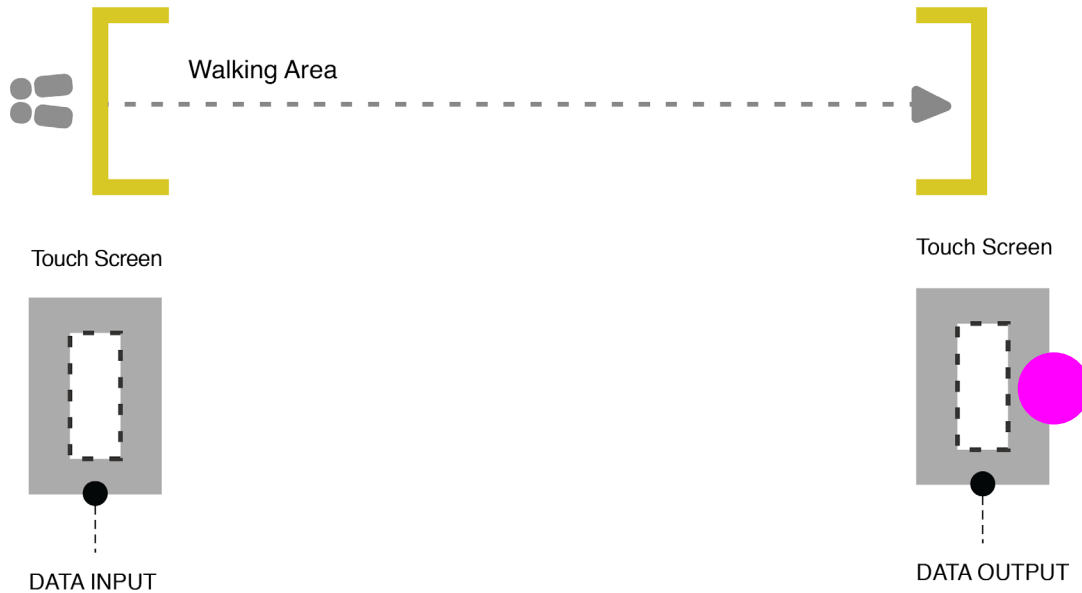 Walking Area
Touch Screen
Touch Screen
DATA INPUT
DATA OUTPUT